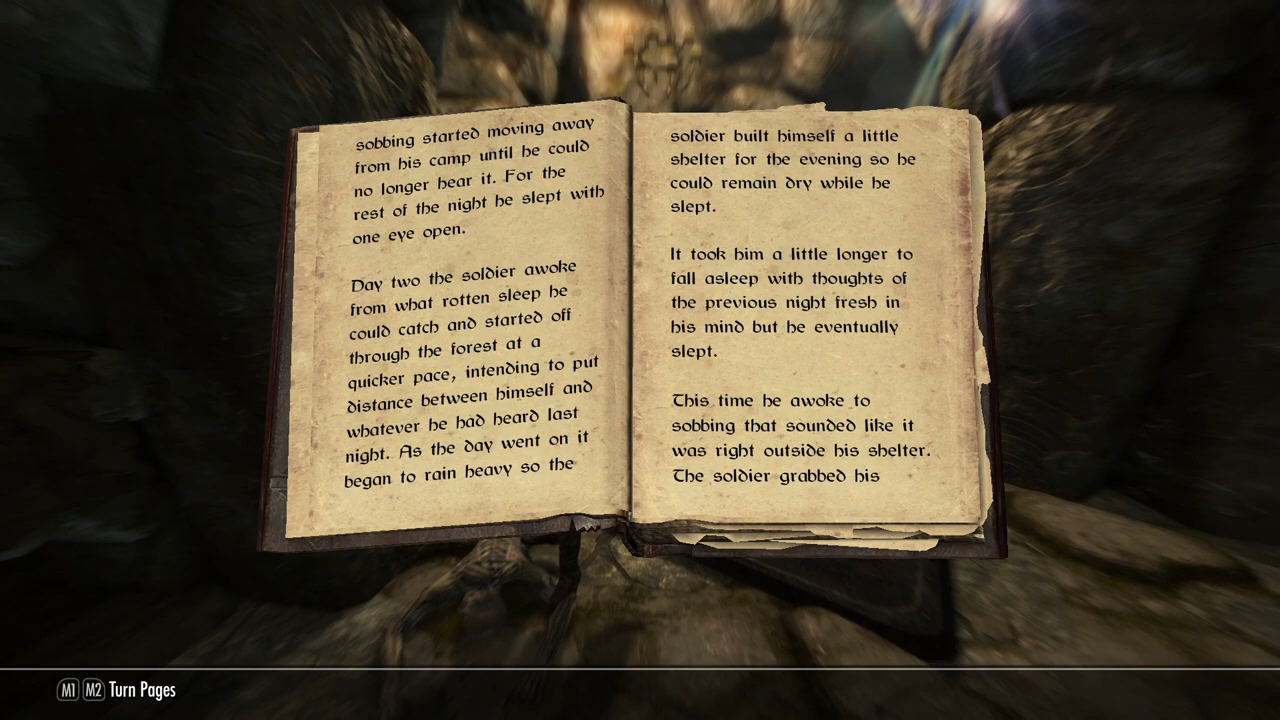 sobbing started moving away
from his camp until he could
no longer hear it. For the
rest of the night he slept with
one eye open.
Day two the soldier awoke
from what rotten sleep he
could catch and started off
through the forest at a
quicker pace, intending to put
distance between himself and
whatever he had heard last
night. As the day went on it
began to rain heavy so the
soldier built himself a little
shelter for the evening so he
could remain dry while he
slept.
It took him a little longer to
fall asleep with thoughts of
the previous night fresh in
his mind but he eventually
slept.
This time he awoke to
sobbing that sounded like it
was right outside his shelter.
The soldier grabbed his
M1 M2 Turn Pages